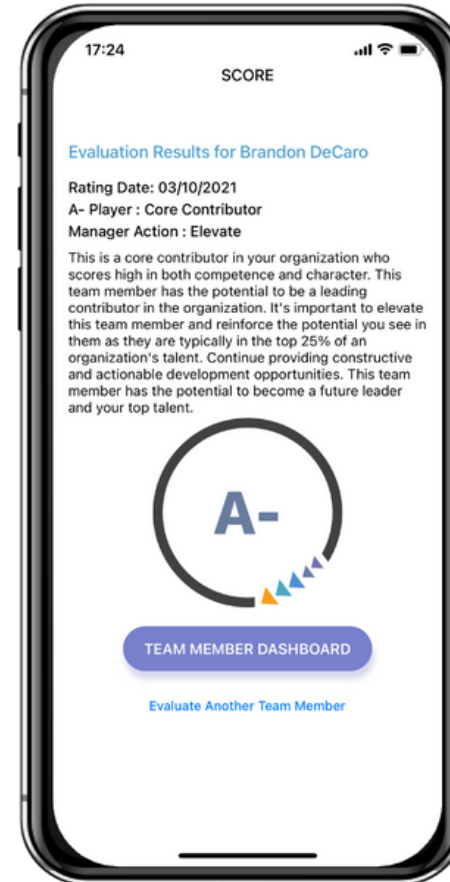 17:24
SCORE
Evaluation Results for Brandon DeCaro
Rating Date: 03/10/2021
A- Player : Core Contributor
Manager Action : Elevate
This is a core contributor in your organization who
scores high in both competence and character. This
team member has the potential to be a leading
contributor in the organization. It's important to elevate
this team member and reinforce the potential you see in
them as they are typically in the top 25% of an
organization's talent. Continue providing constructive
and actionable development opportunities. This team
member has the potential to become a future leader
and your top talent.
A-
TEAM MEMBER DASHBOARD
Evaluate Another Team Member